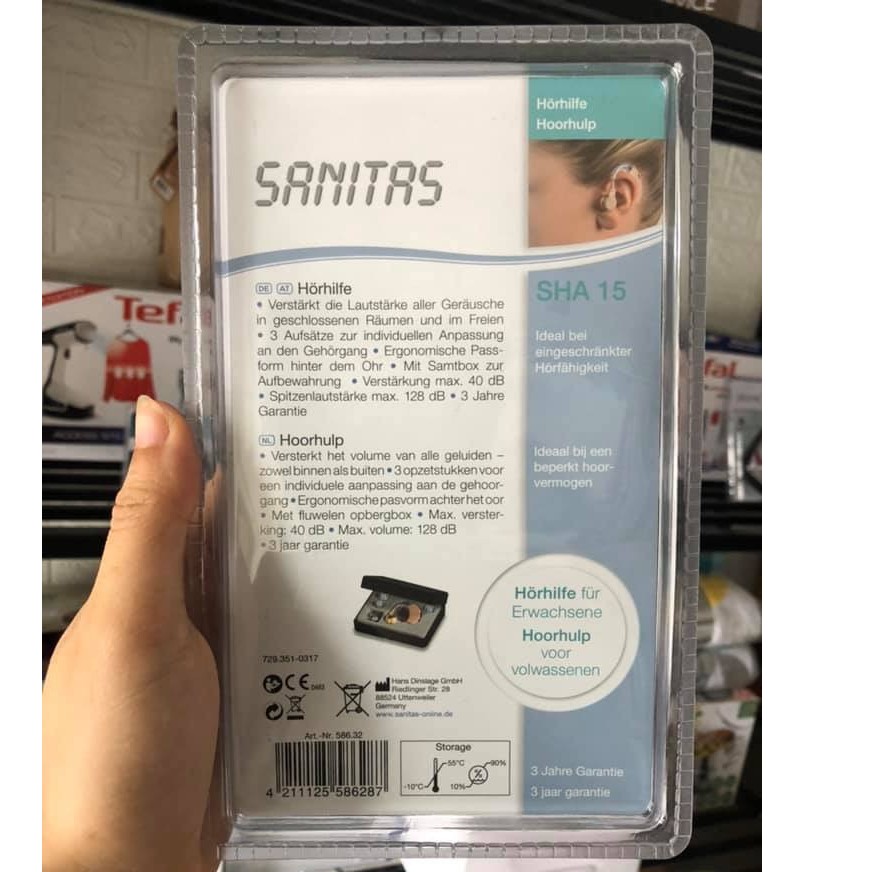 Hörhilfe
Hoorhulp
SANITAS
DE AT Hörhilfe
• Verstärkt die Lautstärke aller Geräusche
in geschlossenen Räumen und im Freien
• 3 Aufsätze zur individuellen Anpassung
an den Gehörgang • Ergonomische Pass-
form hinter dem Ohr • Mit Samtbox zur
Aufbewahrung • Verstärkung max. 40 dB
• Spitzenlautstärke max. 128 dB • 3 Jahre
Garantie
NL Hoorhulp
• Versterkt het volume van alle geluiden –
zowel binnen als buiten • 3 opzetstukken voor
een individuele aanpassing aan de gehoor-
gang • Ergonomische pasvorm achter het oor
• Met fluwelen opbergbox • Max. verster-
king: 40 dB • Max. volume: 128 dB
• 3 jaar garantie
SHA 15
Ideal bei
eingeschränkter
Hörfähigkeit
Ideaal bij een
beperkt hoor-
vermogen
Hörhilfe für
Erwachsene
Hoorhulp
voor
volwassenen
729.351-0317
CE
Hans Dinslage GmbH
Riedlinger Str. 28
88524 Uttenweiler
Germany
www.sanitas-online.de
Art.-Nr. 586.32
4 211125 586287
Storage
-10°C
55°C
10%
%
90%
3 Jahre Garantie
3 jaar garantie
Tef
fal